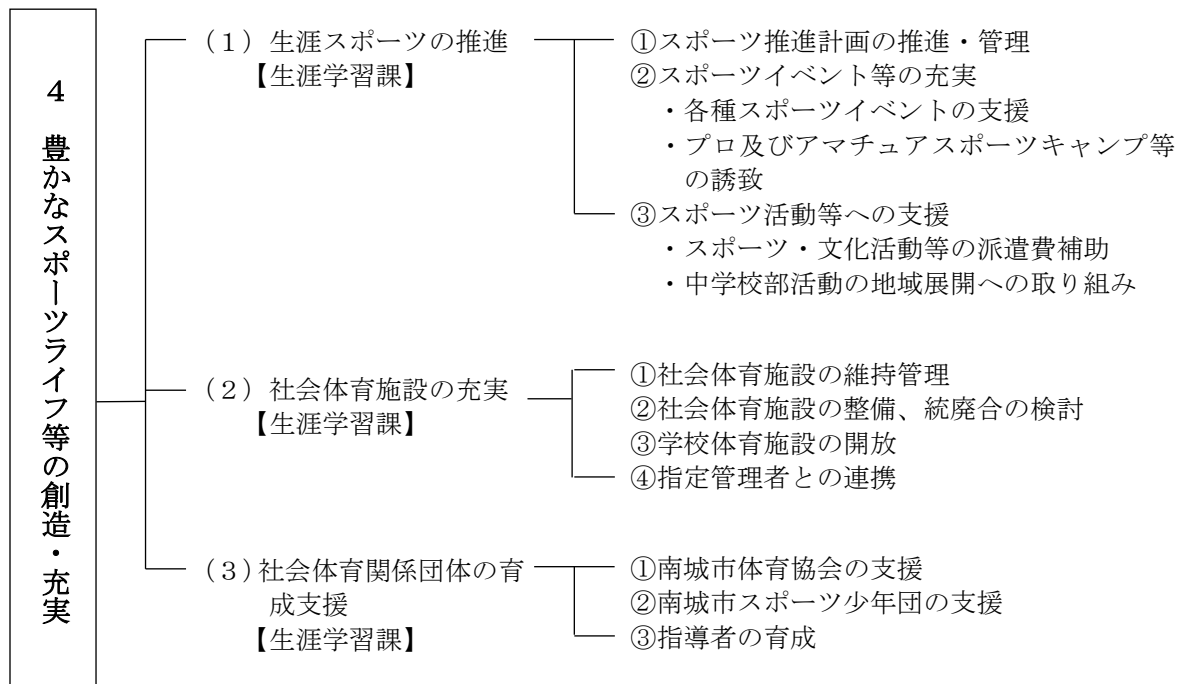 ４　豊かなスポーツライフ等の創造・充実
（１）生涯スポーツの推進
【生涯学習課】
①スポーツ推進計画の推進・管理
②スポーツイベント等の充実
・各種スポーツイベントの支援
・プロ及びアマチュアスポーツキャンプ等
の誘致
③スポーツ活動等への支援
・スポーツ・文化活動等の派遣費補助
・中学校部活動の地域展開への取り組み
（２）社会体育施設の充実
【生涯学習課】
①社会体育施設の維持管理
②社会体育施設の整備、統廃合の検討
③学校体育施設の開放
④指定管理者との連携
（３）社会体育関係団体の育
成支援
【生涯学習課】
①南城市体育協会の支援
②南城市スポーツ少年団の支援
③指導者の育成